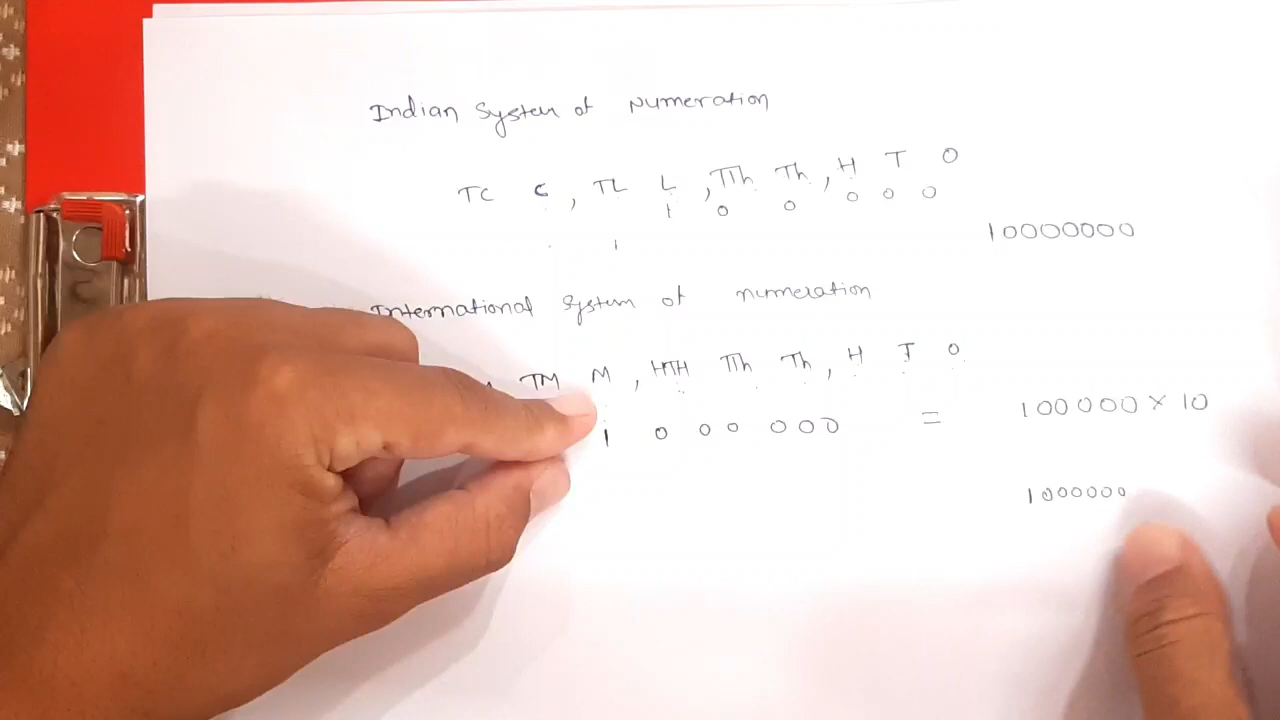 Indian System of Numeration
TC C , TL L , TTh Th , H T O
1 0 0 0 0 0
1
10000000
International System of numeration
TM M , HTH TTh Th , H T O
1 0 0 0 0 0 0 = 100000 × 10
1000000